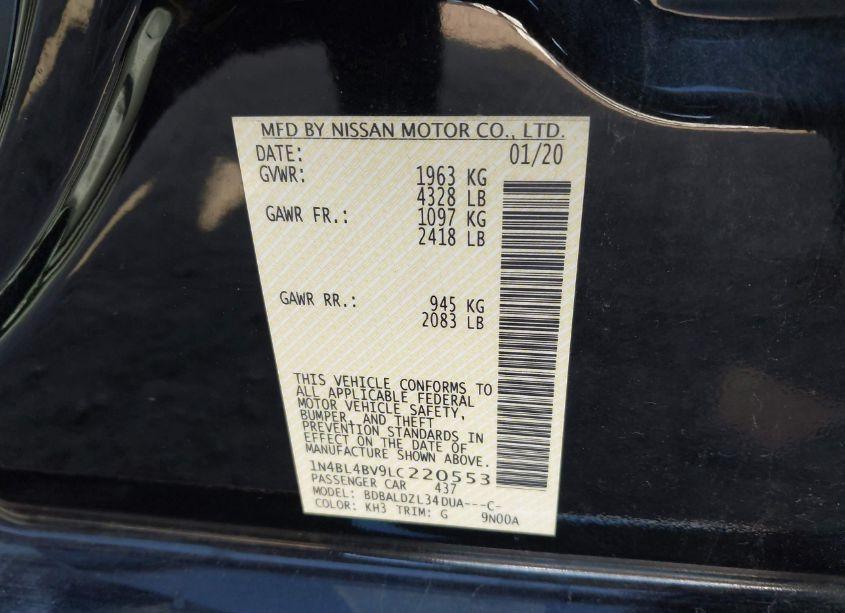 MFD BY NISSAN MOTOR CO., LTD.
DATE: 01/20
GVWR: 1963 KG
4328 LB
GAWR FR.: 1097 KG
2418 LB
GAWR RR.: 945 KG
2083 LB
THIS VEHICLE CONFORMS TO
ALL APPLICABLE FEDERAL
MOTOR VEHICLE SAFETY,
BUMPER, AND THEFT
PREVENTION STANDARDS IN
EFFECT ON THE DATE OF
MANUFACTURE SHOWN ABOVE.
1N4BL4BV9LC220553
PASSENGER CAR 437
MODEL: BDBALDZL34DUA---C-
COLOR: KH3 TRIM: G 9N00A